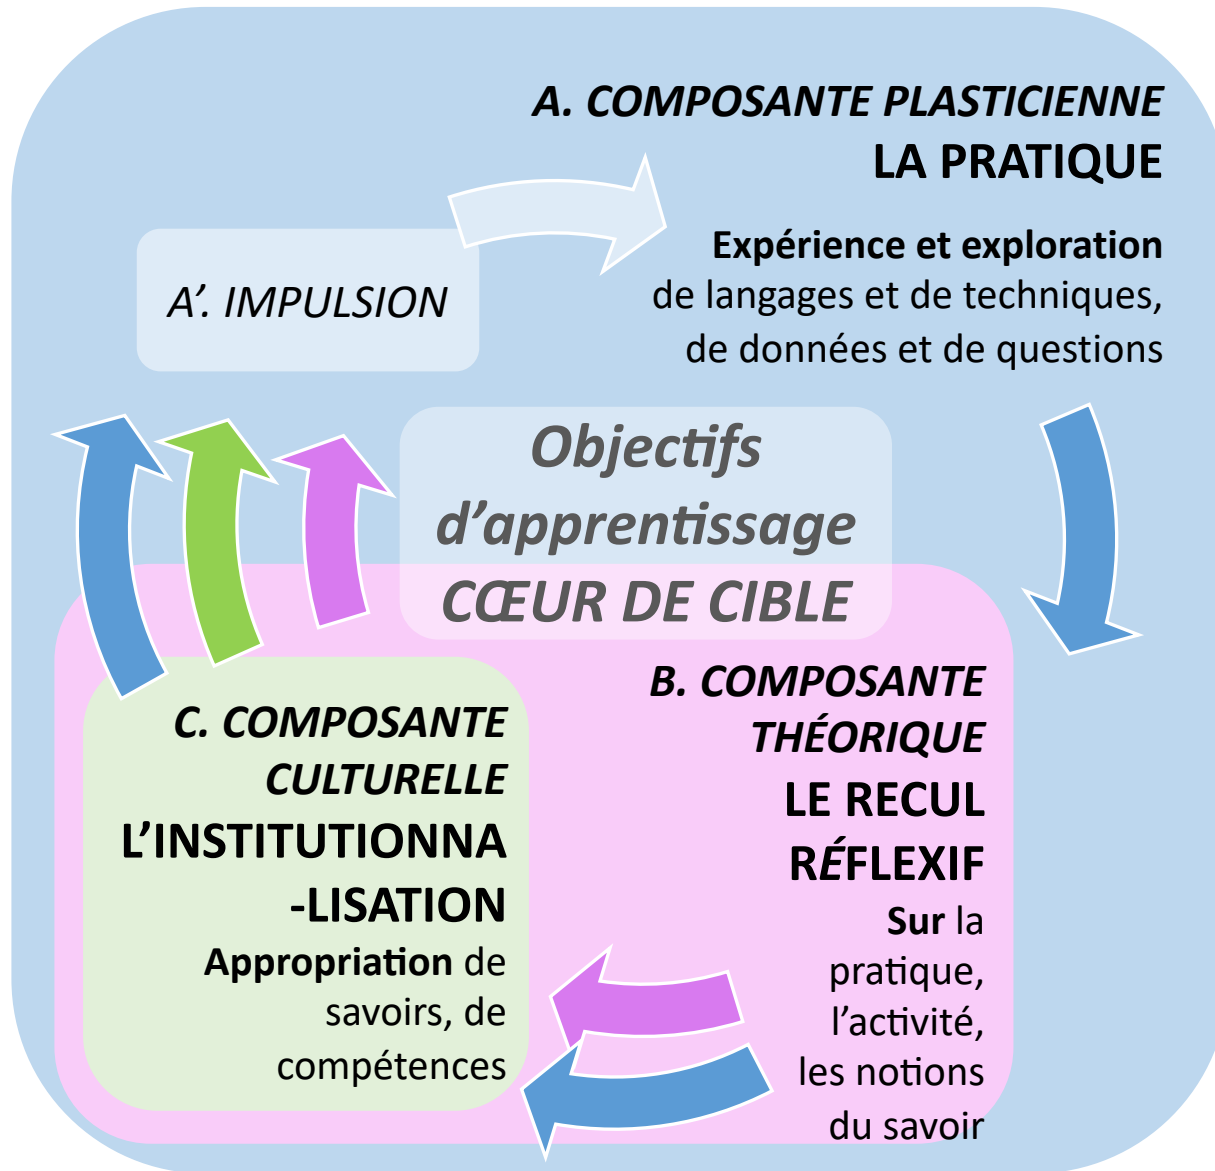 A. COMPOSANTE PLASTICIENNE
LA PRATIQUE
Expérience et exploration
de langages et de techniques,
de données et de questions
A’. IMPULSION
Objectifs
d’apprentissage
CŒUR DE CIBLE
B. COMPOSANTE
THÉORIQUE
LE RECUL
RÉFLEXIF
Sur la
pratique,
l’activité,
les notions
du savoir
C. COMPOSANTE
CULTURELLE
L’INSTITUTIONNA
-LISATION
Appropriation de
savoirs, de
compétences